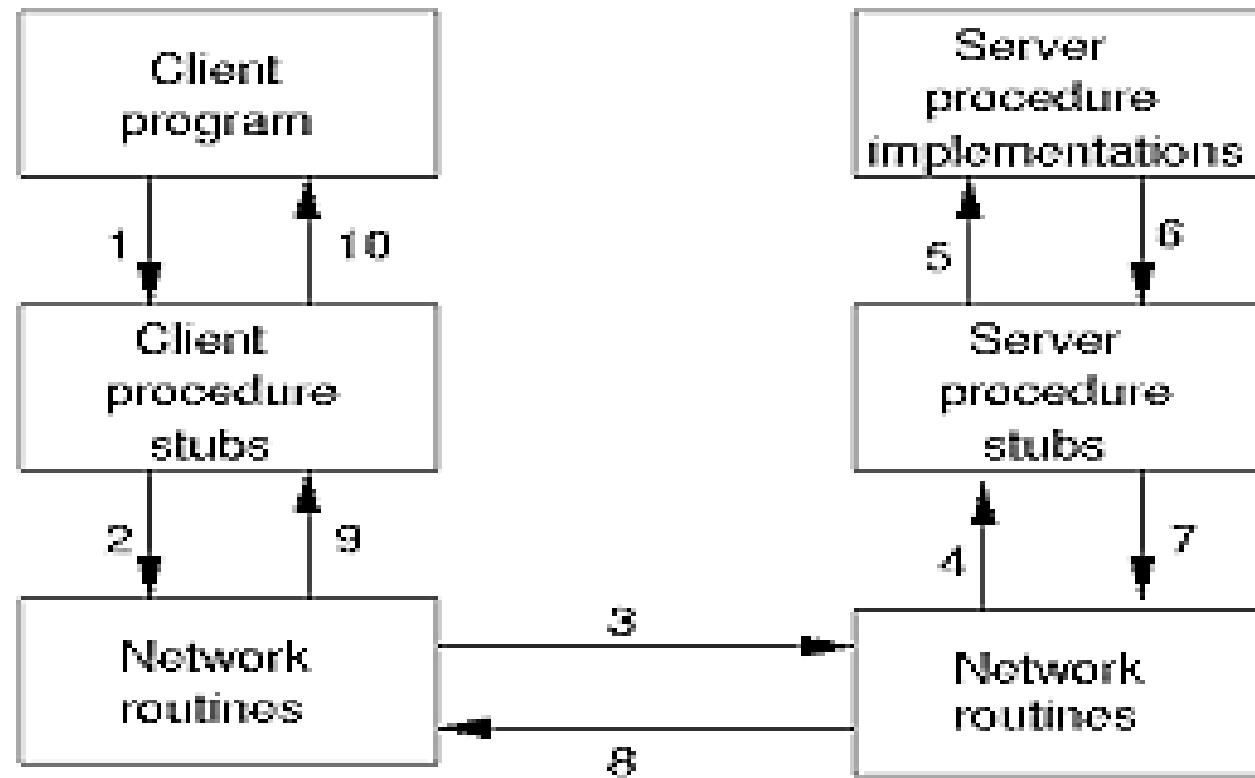 Client
program
Server
procedure
implementations
1
10
5
6
Client
procedure
stubs
Server
procedure
stubs
2
9
4
7
Network
routines
3
8
Network
routines